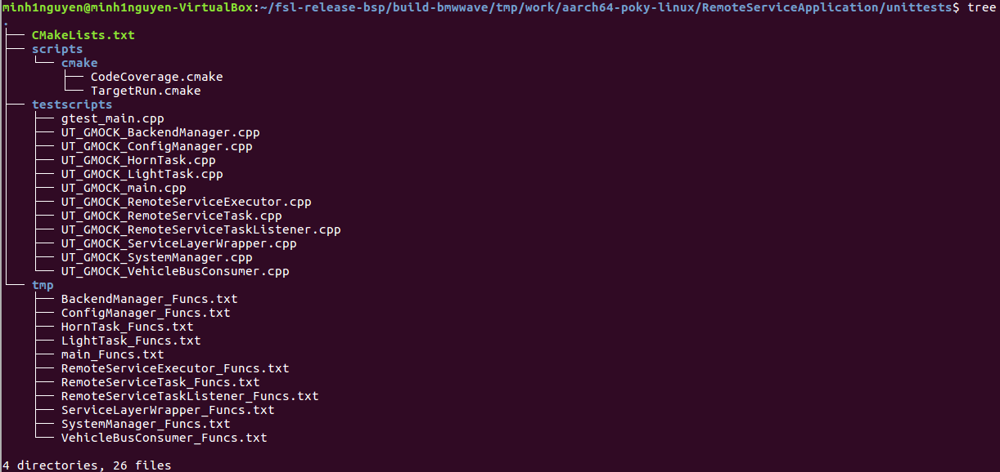 minh1nguyen@minh1nguyen-VirtualBox:~/fsl-release-bsp/build-bmwwave/tmp/work/aarch64-poky-linux/RemoteServiceApplication/unittests$ tree
.
├── CMakeLists.txt
├── scripts
│   └── cmake
│       ├── CodeCoverage.cmake
│       └── TargetRun.cmake
├── testscripts
│   ├── gtest_main.cpp
│   ├── UT_GMOCK_BackendManager.cpp
│   ├── UT_GMOCK_ConfigManager.cpp
│   ├── UT_GMOCK_HornTask.cpp
│   ├── UT_GMOCK_LightTask.cpp
│   ├── UT_GMOCK_main.cpp
│   ├── UT_GMOCK_RemoteServiceExecutor.cpp
│   ├── UT_GMOCK_RemoteServiceTask.cpp
│   ├── UT_GMOCK_RemoteServiceTaskListener.cpp
│   ├── UT_GMOCK_ServiceLayerWrapper.cpp
│   ├── UT_GMOCK_SystemManager.cpp
│   └── UT_GMOCK_VehicleBusConsumer.cpp
└── tmp
    ├── BackendManager_Funcs.txt
    ├── ConfigManager_Funcs.txt
    ├── HornTask_Funcs.txt
    ├── LightTask_Funcs.txt
    ├── main_Funcs.txt
    ├── RemoteServiceExecutor_Funcs.txt
    ├── RemoteServiceTask_Funcs.txt
    ├── RemoteServiceTaskListener_Funcs.txt
    ├── ServiceLayerWrapper_Funcs.txt
    ├── SystemManager_Funcs.txt
    └── VehicleBusConsumer_Funcs.txt
4 directories, 26 files